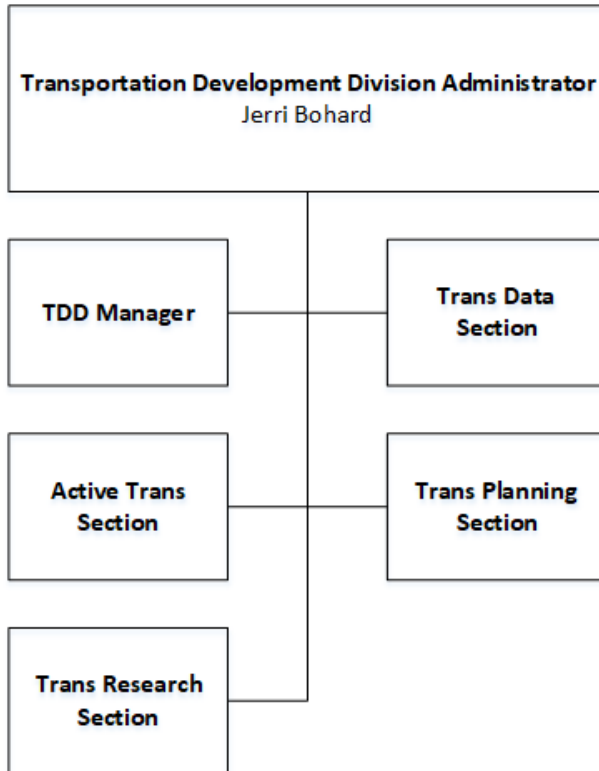 Transportation Development Division Administrator
Jerri Bohard
TDD Manager
Trans Data
Section
Active Trans
Section
Trans Planning
Section
Trans Research
Section